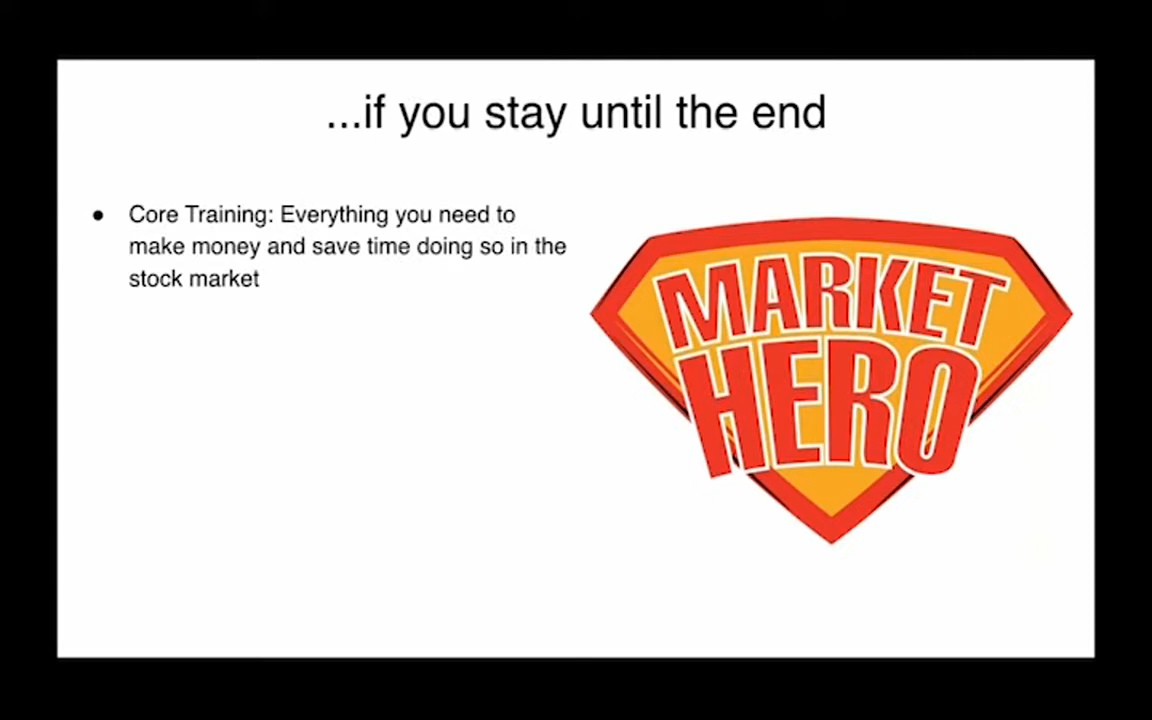 ...if you stay until the end
● Core Training: Everything you need to
make money and save time doing so in the
stock market
MARKET
HERO